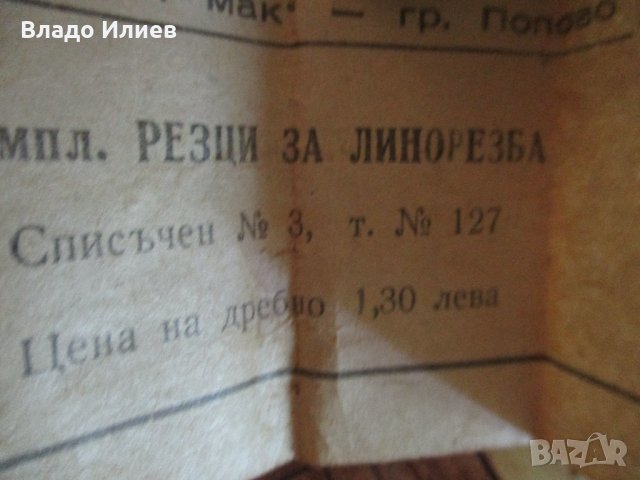 Владо Илиев
Мак“ — гр. Попово
мпл. РЕЗЦИ ЗА ЛИНОРЕЗБА
Списъчен № 3, т. № 127
Цена на дребно 1,30 лева
BAZAR